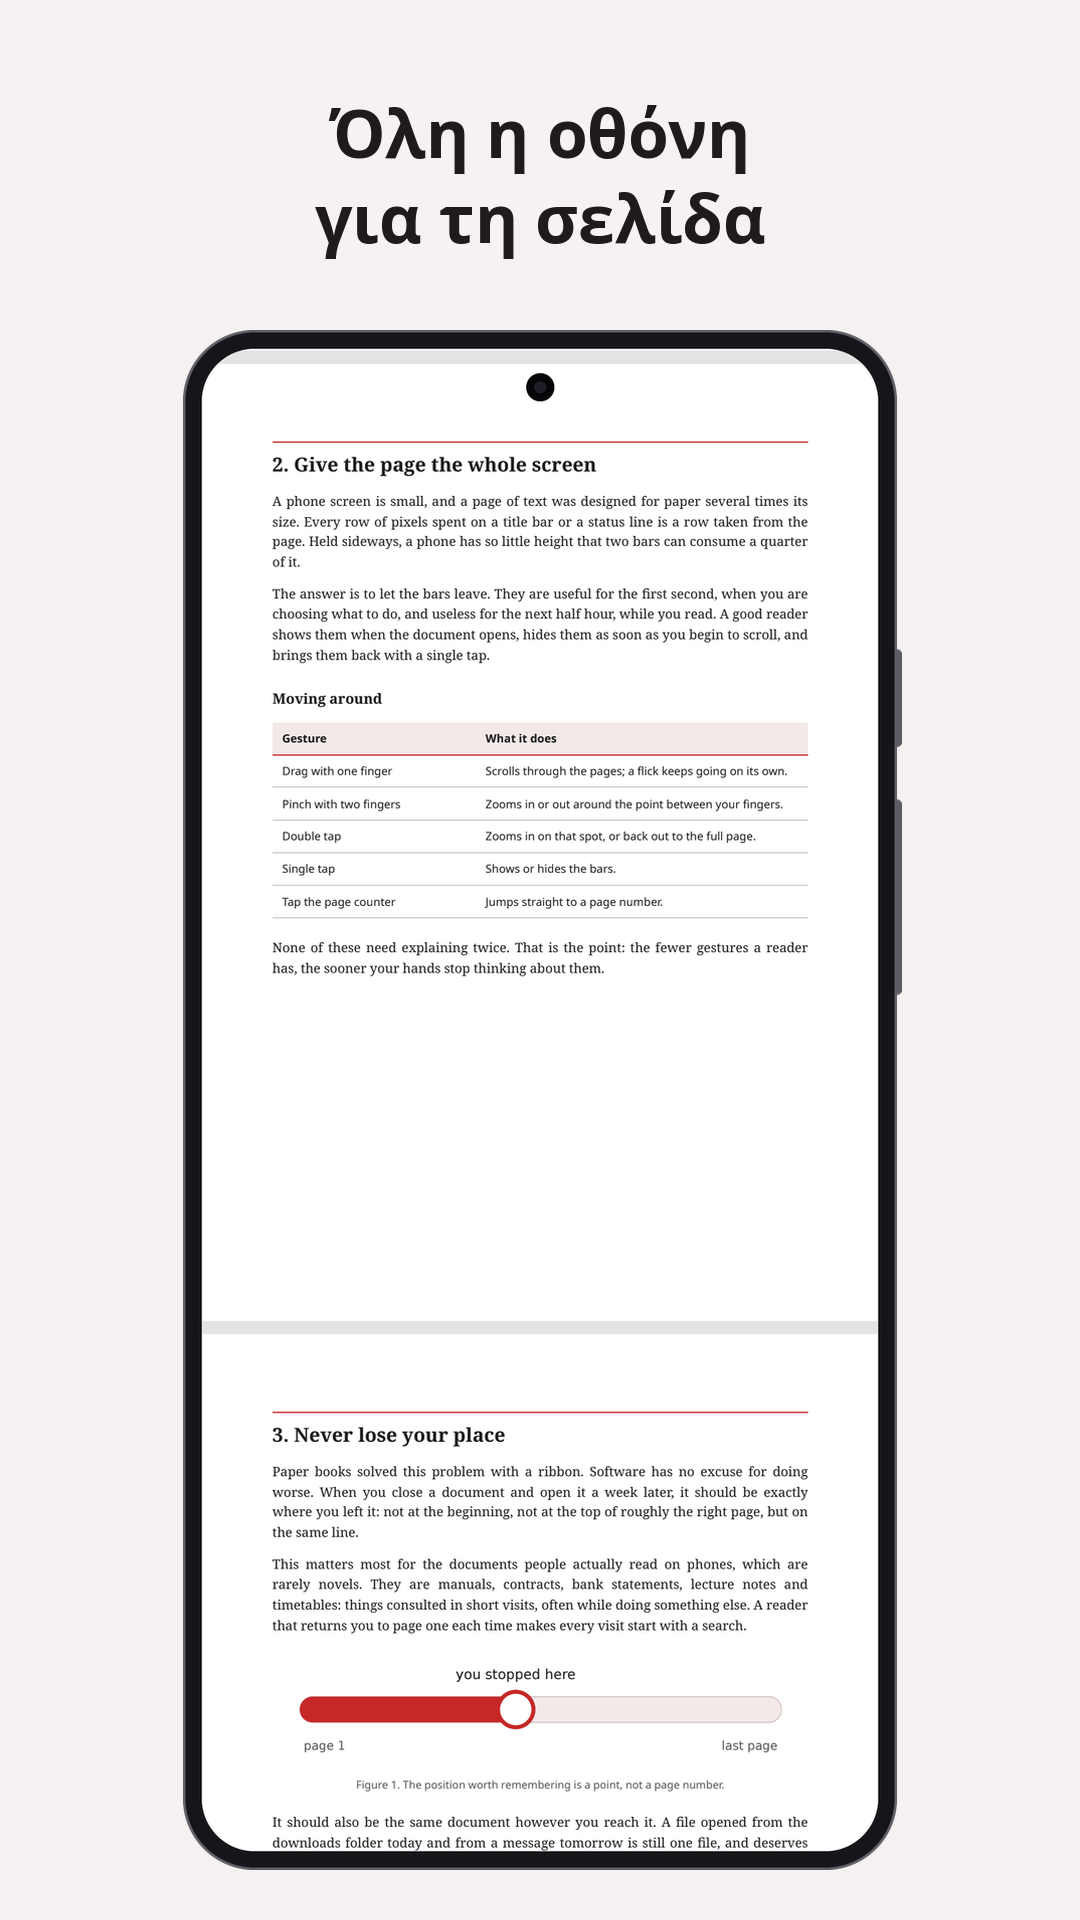 Όλη η οθόνη
για τη σελίδα
2. Give the page the whole screen
A phone screen is small, and a page of text was designed for paper several times its
size. Every row of pixels spent on a title bar or a status line is a row taken from the
page. Held sideways, a phone has so little height that two bars can consume a quarter
of it.
The answer is to let the bars leave. They are useful for the first second, when you are
choosing what to do, and useless for the next half hour, while you read. A good reader
shows them when the document opens, hides them as soon as you begin to scroll, and
brings them back with a single tap.
Moving around
Gesture What it does
Drag with one finger Scrolls through the pages; a flick keeps going on its own.
Pinch with two fingers Zooms in or out around the point between your fingers.
Double tap Zooms in on that spot, or back out to the full page.
Single tap Shows or hides the bars.
Tap the page counter Jumps straight to a page number.
None of these need explaining twice. That is the point: the fewer gestures a reader
has, the sooner your hands stop thinking about them.
3. Never lose your place
Paper books solved this problem with a ribbon. Software has no excuse for doing
worse. When you close a document and open it a week later, it should be exactly
where you left it: not at the beginning, not at the top of roughly the right page, but on
the same line.
This matters most for the documents people actually read on phones, which are
rarely novels. They are manuals, contracts, bank statements, lecture notes and
timetables: things consulted in short visits, often while doing something else. A reader
that returns you to page one each time makes every visit start with a search.
you stopped here
page 1 last page
Figure 1. The position worth remembering is a point, not a page number.
It should also be the same document however you reach it. A file opened from the
downloads folder today and from a message tomorrow is still one file, and deserves